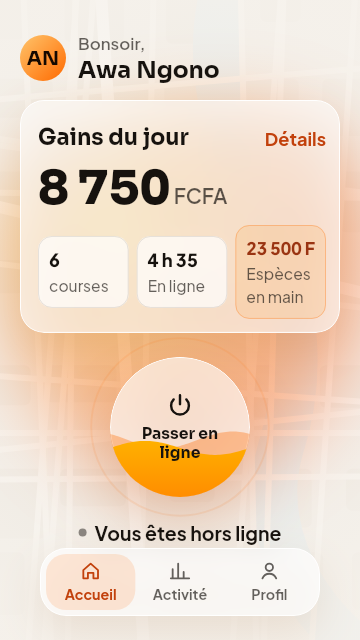 AN
Bonsoir,
Awa Ngono
Gains du jour
Détails
8 750 FCFA
6
courses
4 h 35
En ligne
23 500 F
Espèces
en main
Passer en
ligne
Vous êtes hors ligne
Accueil
Activité
Profil